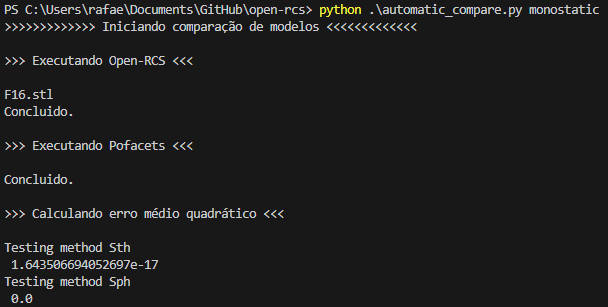 PS C:\Users\rafae\Documents\GitHub\open-rcs> python .\automatic_compare.py monostatic
>>>>>>>>>>>>> Iniciando comparação de modelos <<<<<<<<<<<<<
>>> Executando Open-RCS <<<
F16.stl
Concluido.
>>> Executando Pofacets <<<
Concluido.
>>> Calculando erro médio quadrático <<<
Testing method Sth
1.643506694052697e-17
Testing method Sph
0.0